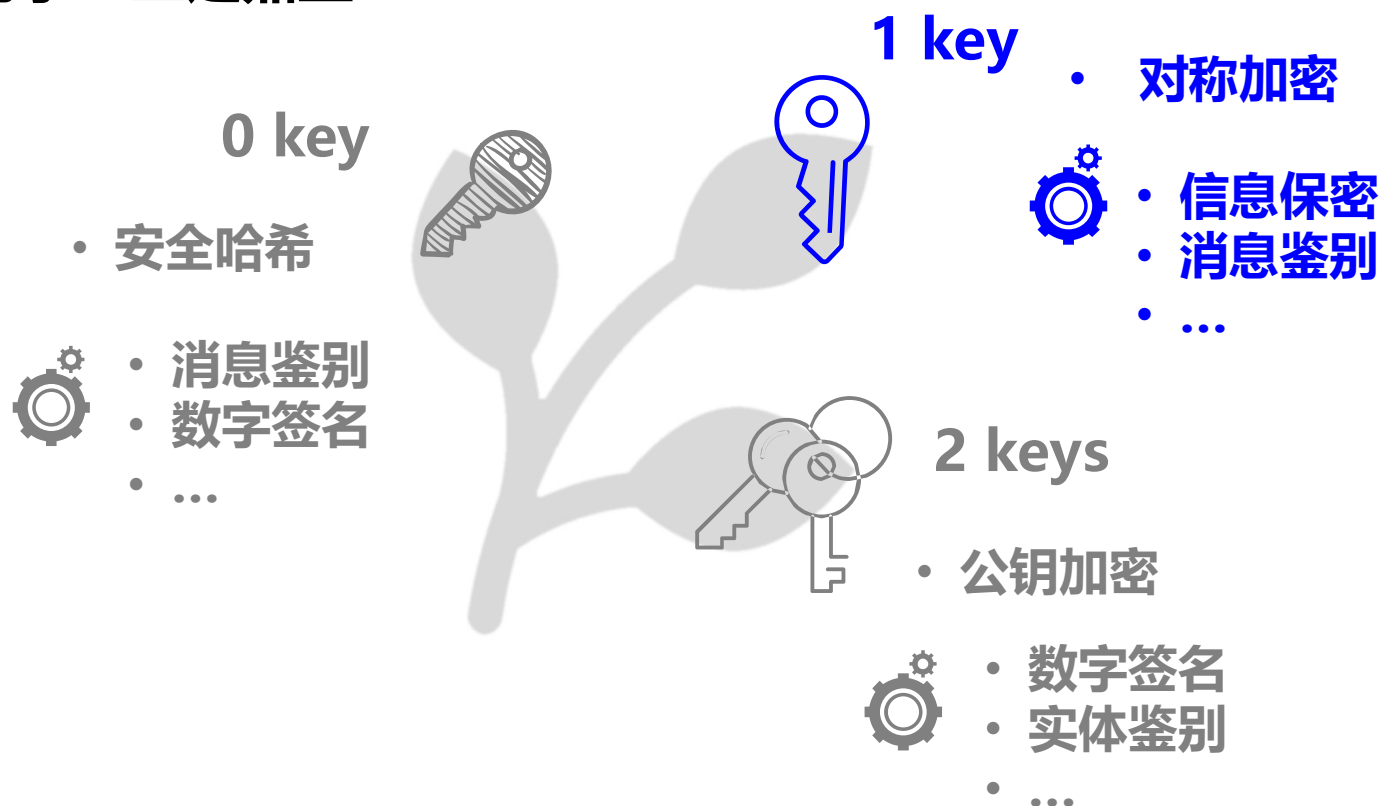 1 key
• 对称加密
• 信息保密
• 消息鉴别
• ...
0 key
• 安全哈希
• 消息鉴别
• 数字签名
• ...
2 keys
• 公钥加密
• 数字签名
• 实体鉴别
• ...